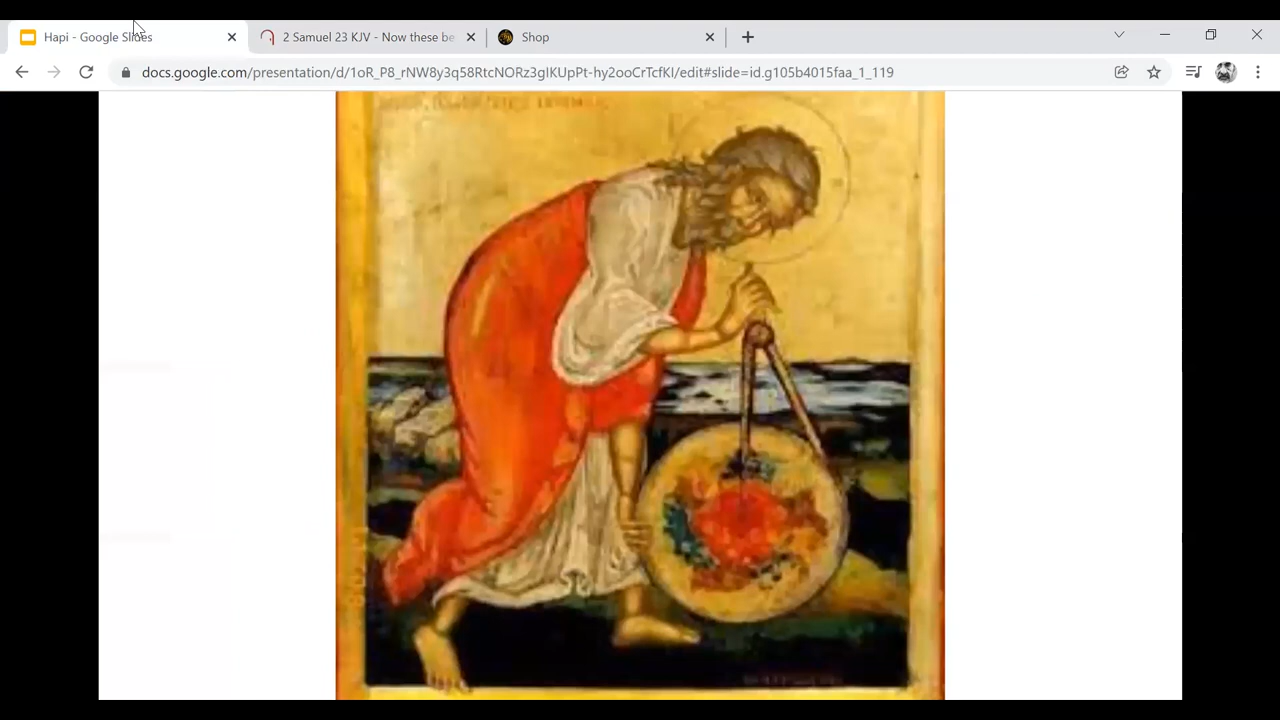 Hapi - Google Slides
2 Samuel 23 KJV - Now these be
Shop
docs.google.com/presentation/d/1oR_P8_rNW8y3q58RtcNORz3gIKUpPt-hy2ooCrTcfKI/edit#slide=id.g105b4015faa_1_119